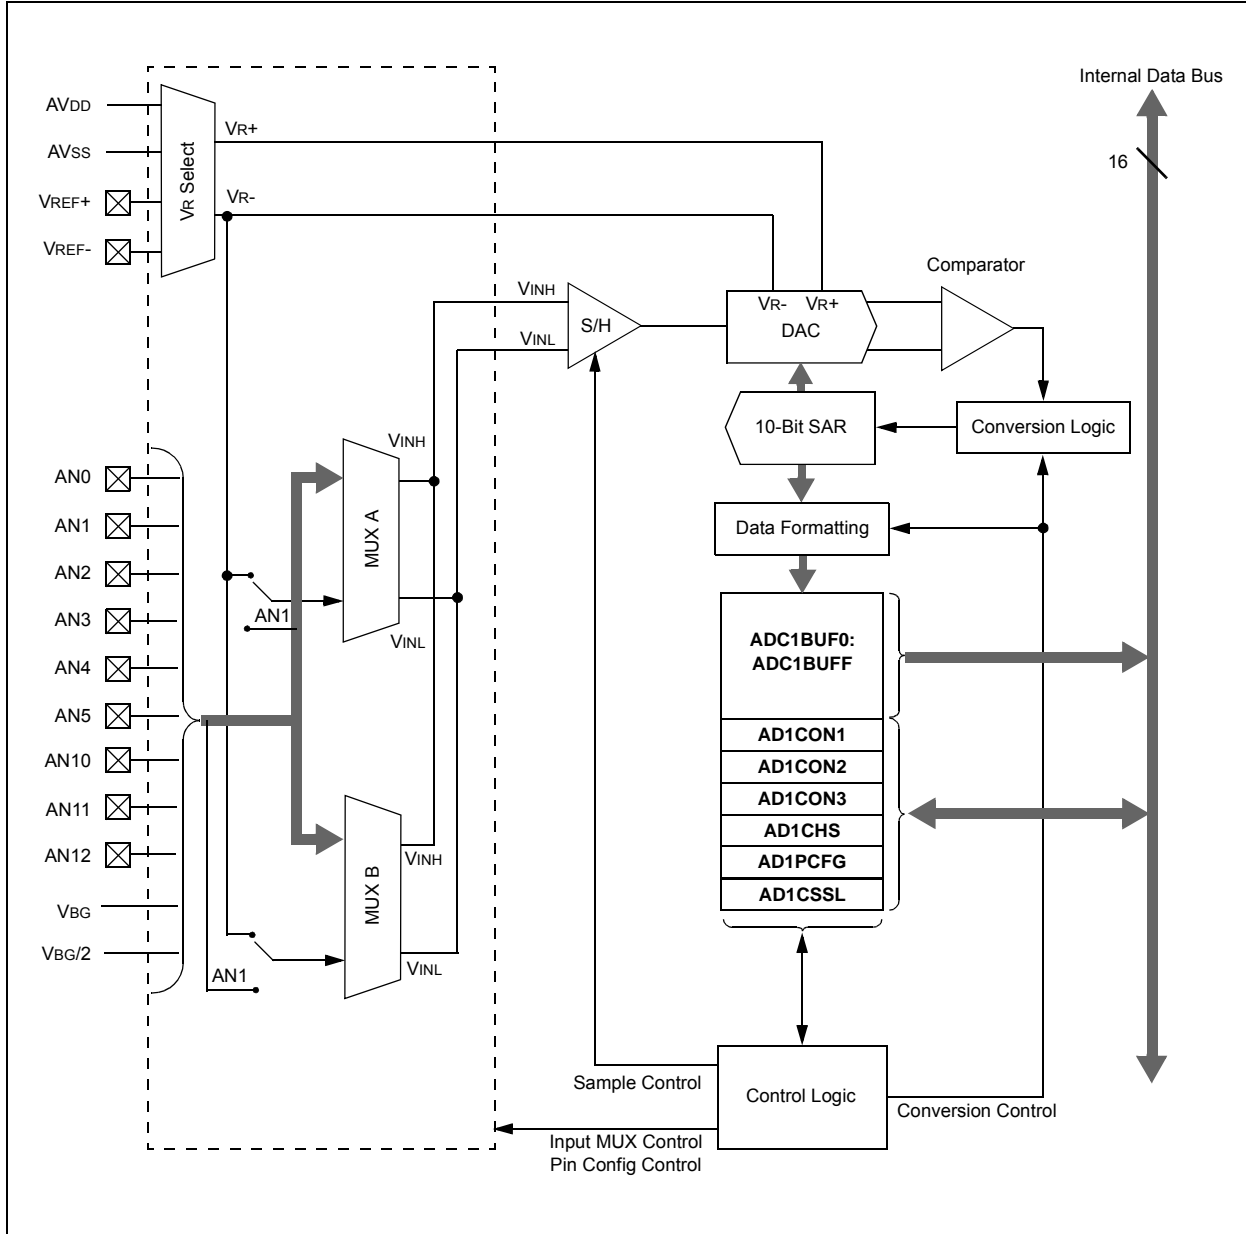 Internal Data Bus
16
AVDD
AVSS
VREF+
VREF-
VR Select
VR+
VR-
Comparator
VINH
VINL
S/H
VR- VR+
DAC
10-Bit SAR
Conversion Logic
Data Formatting
AN0
AN1
AN2
AN3
AN4
AN5
AN10
AN11
AN12
VBG
VBG/2
VINH
MUX A
AN1
VINL
MUX B
VINH
VINL
AN1
ADC1BUF0:
ADC1BUFF
AD1CON1
AD1CON2
AD1CON3
AD1CHS
AD1PCFG
AD1CSSL
Sample Control
Control Logic
Conversion Control
Input MUX Control
Pin Config Control